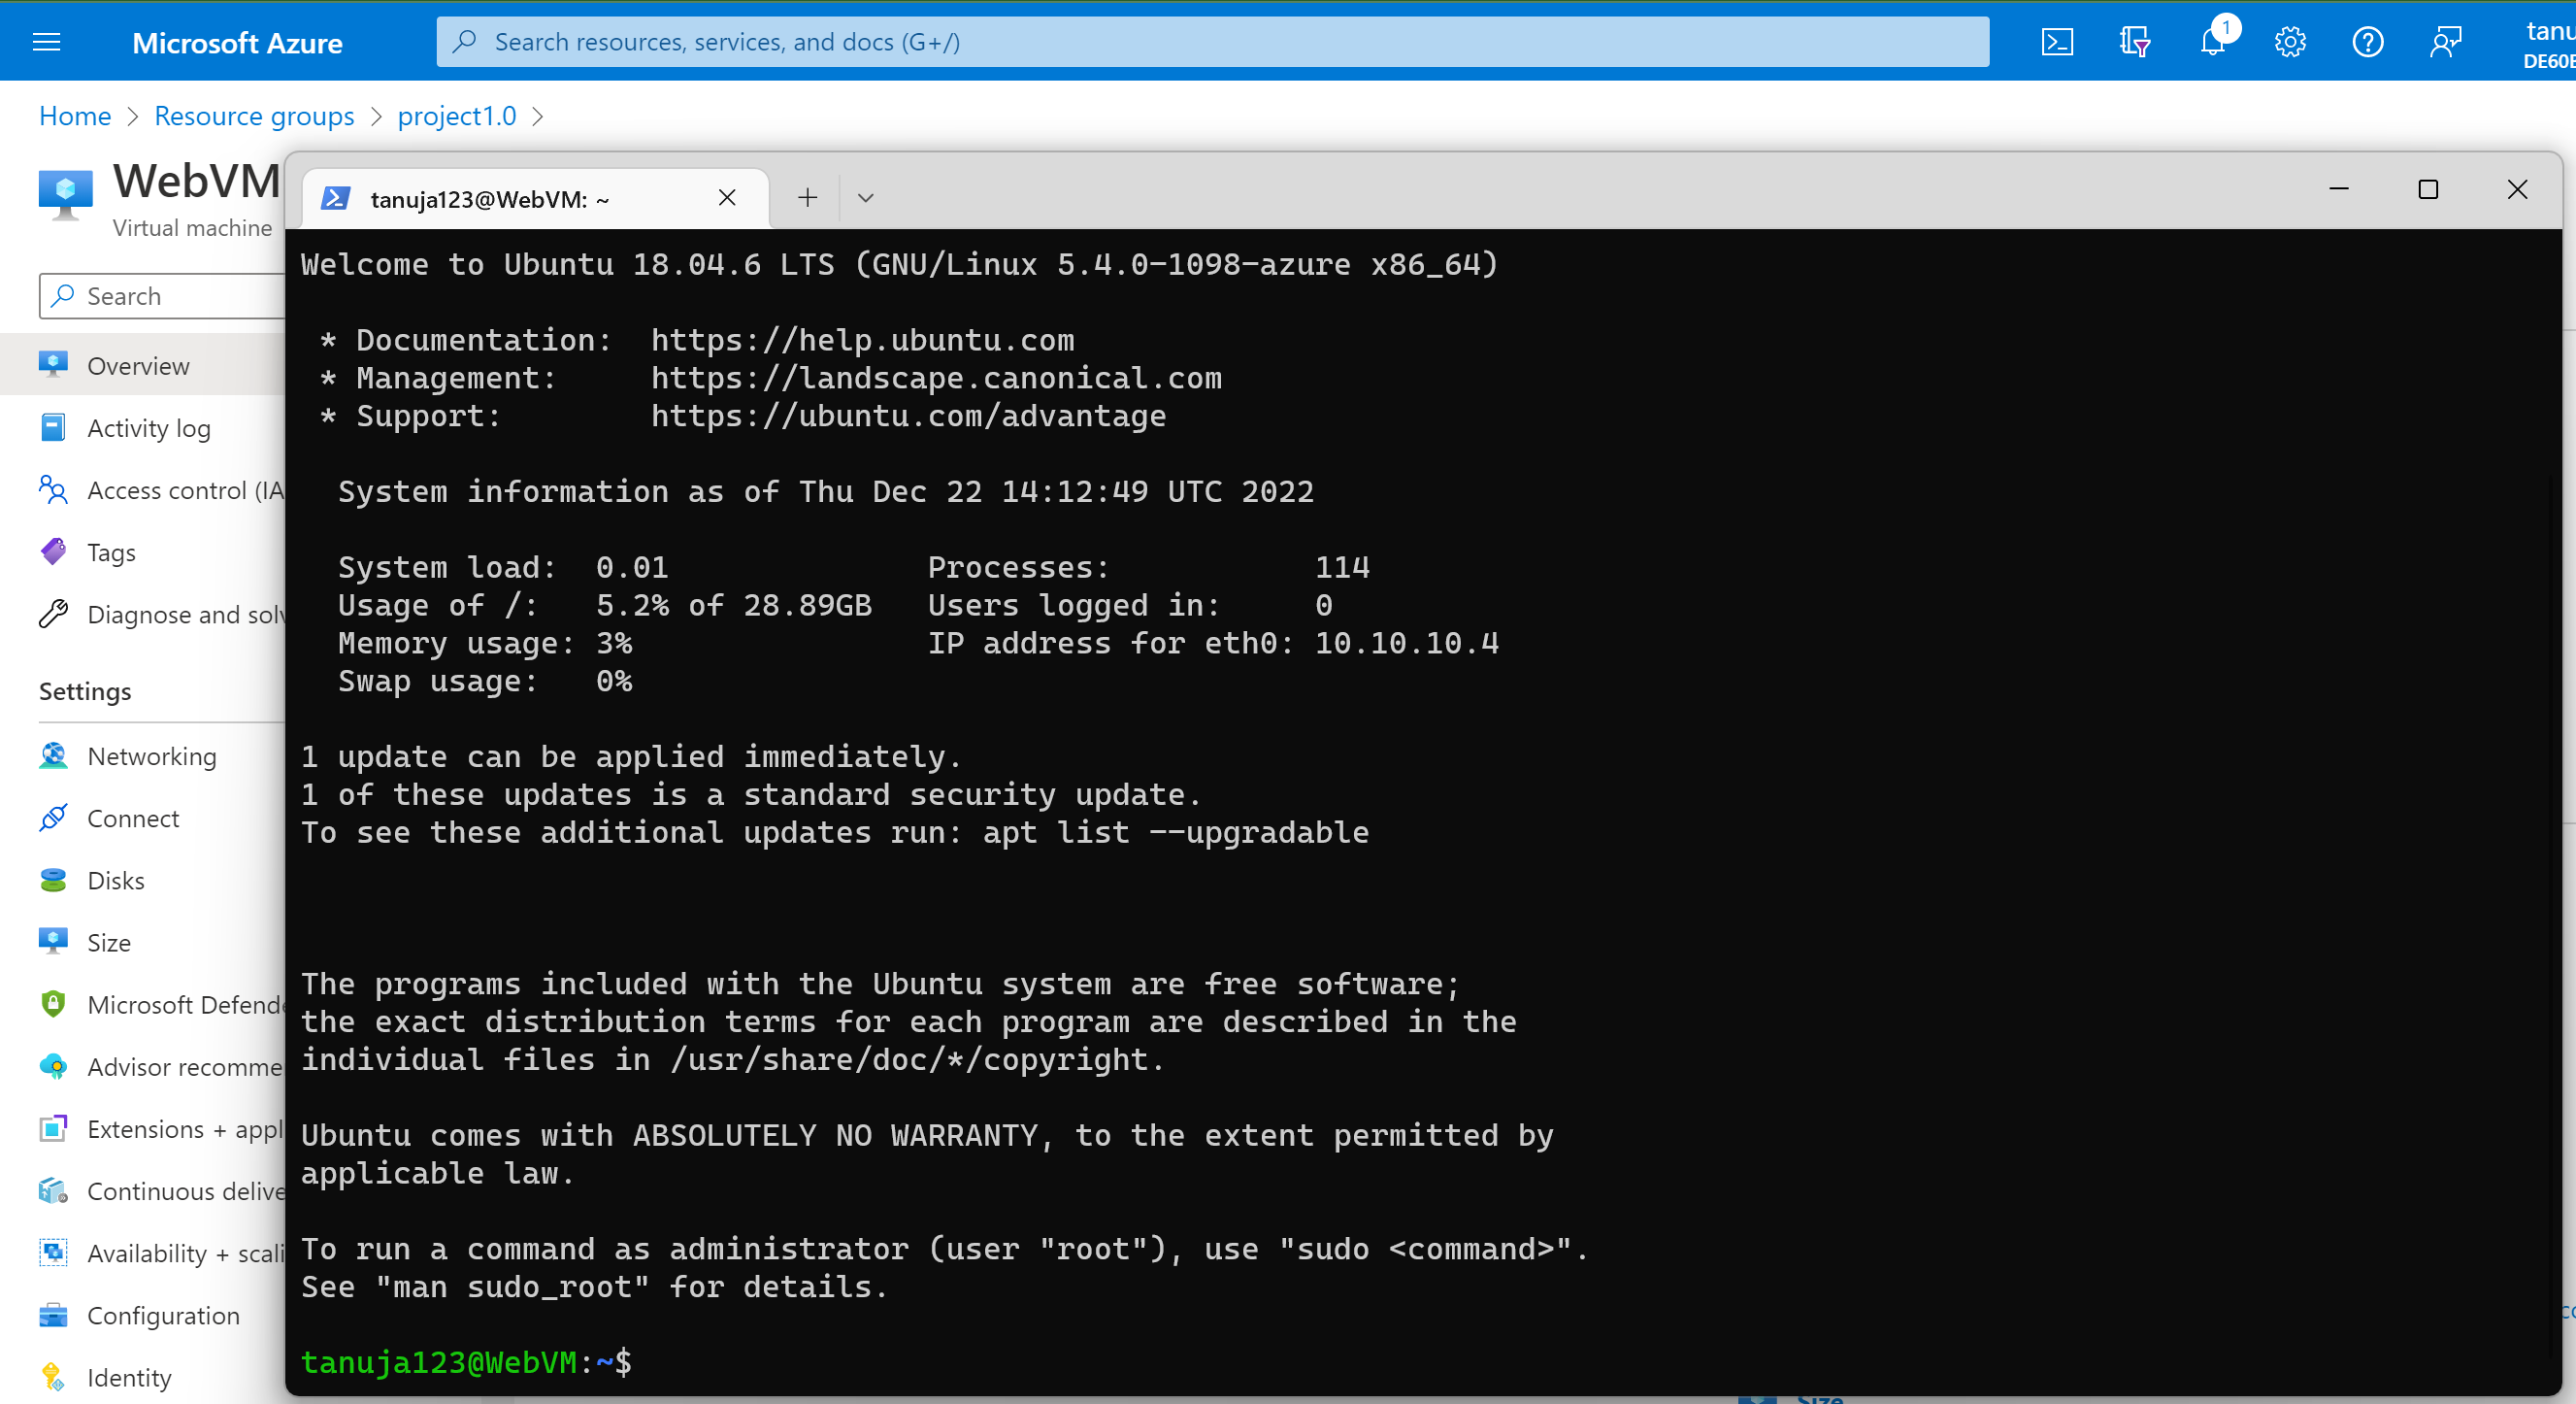 Microsoft Azure
Search resources, services, and docs (G+/)
1
tanu
DE60E
Home > Resource groups > project1.0 >
WebVM
Virtual machine
Search
Overview
Activity log
Access control (IA
Tags
Diagnose and solv
Settings
Networking
Connect
Disks
Size
Microsoft Defende
Advisor recomme
Extensions + appl
Continuous delive
Availability + scali
Configuration
Identity
tanuja123@WebVM: ~
Welcome to Ubuntu 18.04.6 LTS (GNU/Linux 5.4.0-1098-azure x86_64)
* Documentation:  https://help.ubuntu.com
* Management:     https://landscape.canonical.com
* Support:        https://ubuntu.com/advantage
System information as of Thu Dec 22 14:12:49 UTC 2022
System load:  0.01              Processes:           114
Usage of /:   5.2% of 28.89GB   Users logged in:     0
Memory usage: 3%                IP address for eth0: 10.10.10.4
Swap usage:   0%
1 update can be applied immediately.
1 of these updates is a standard security update.
To see these additional updates run: apt list --upgradable
The programs included with the Ubuntu system are free software;
the exact distribution terms for each program are described in the
individual files in /usr/share/doc/*/copyright.
Ubuntu comes with ABSOLUTELY NO WARRANTY, to the extent permitted by
applicable law.
To run a command as administrator (user "root"), use "sudo <command>".
See "man sudo_root" for details.
tanuja123@WebVM:~$
Size